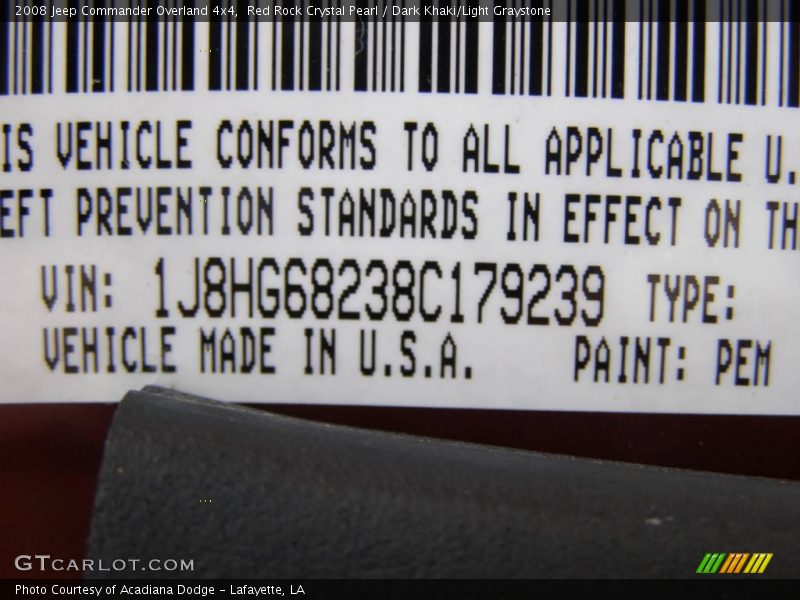 2008 Jeep Commander Overland 4x4, Red Rock Crystal Pearl / Dark Khaki/Light Graystone
IS VEHICLE CONFORMS TO ALL APPLICABLE U.
EFT PREVENTION STANDARDS IN EFFECT ON TH
VIN: 1J8HG68238C179239 TYPE:
VEHICLE MADE IN U.S.A. PAINT: PEM
GTCARLOT.COM
Photo Courtesy of Acadiana Dodge - Lafayette, LA